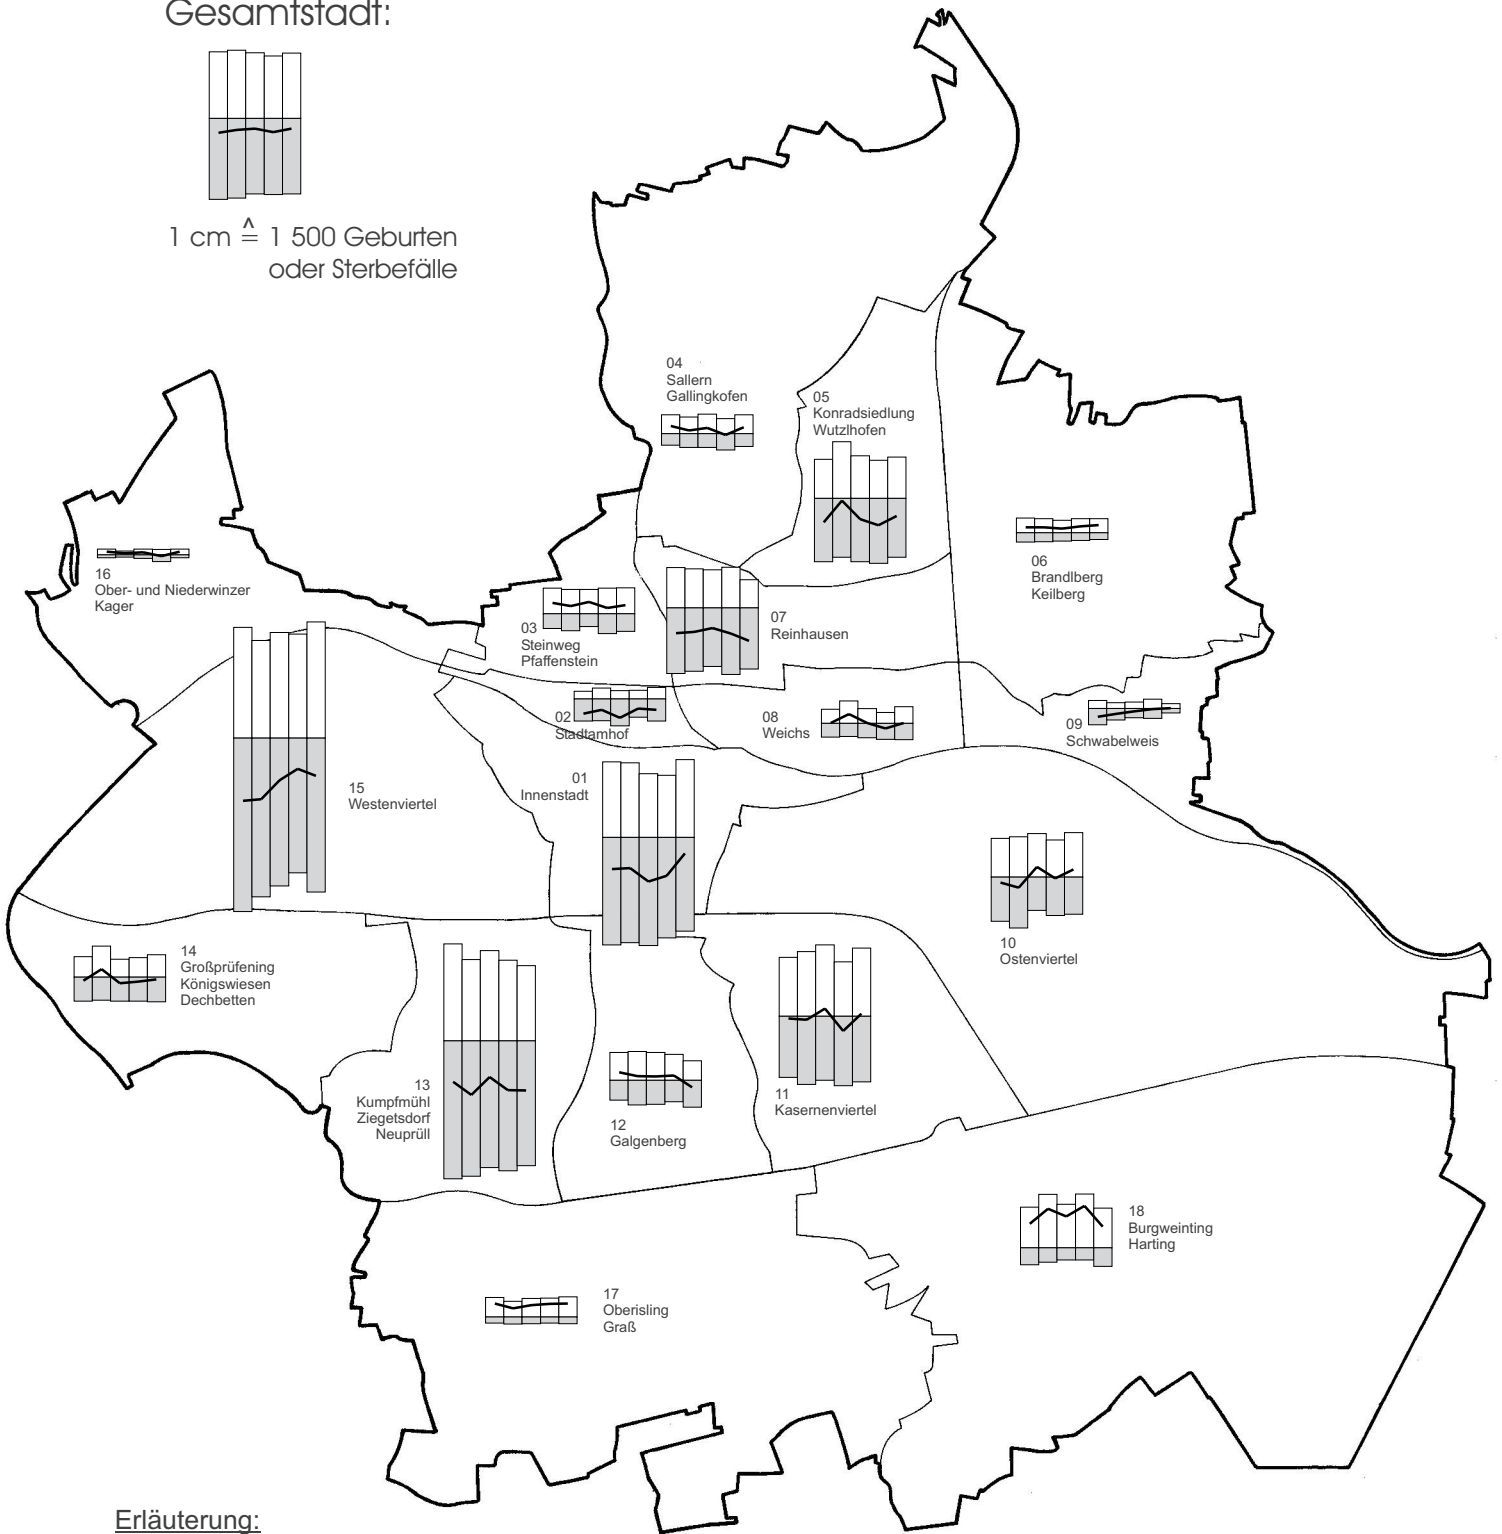 Gesamtstadt:
1 cm ≙ 1 500 Geburten
oder Sterbefälle
04
Sallern
Gallingkofen
05
Konradsiedlung
Wutzlhofen
06
Brandlberg
Keilberg
16
Ober- und Niederwinzer
Kager
03
Steinweg
Pfaffenstein
07
Reinhausen
02
Stadtamhof
08
Weichs
09
Schwabelweis
15
Westenviertel
01
Innenstadt
10
Ostenviertel
14
Großprüfening
Königswiesen
Dechbetten
13
Kumpfmühl
Ziegetsdorf
Neuprüll
12
Galgenberg
11
Kasernenviertel
18
Burgweinting
Harting
17
Oberisling
Graß
Erläuterung: